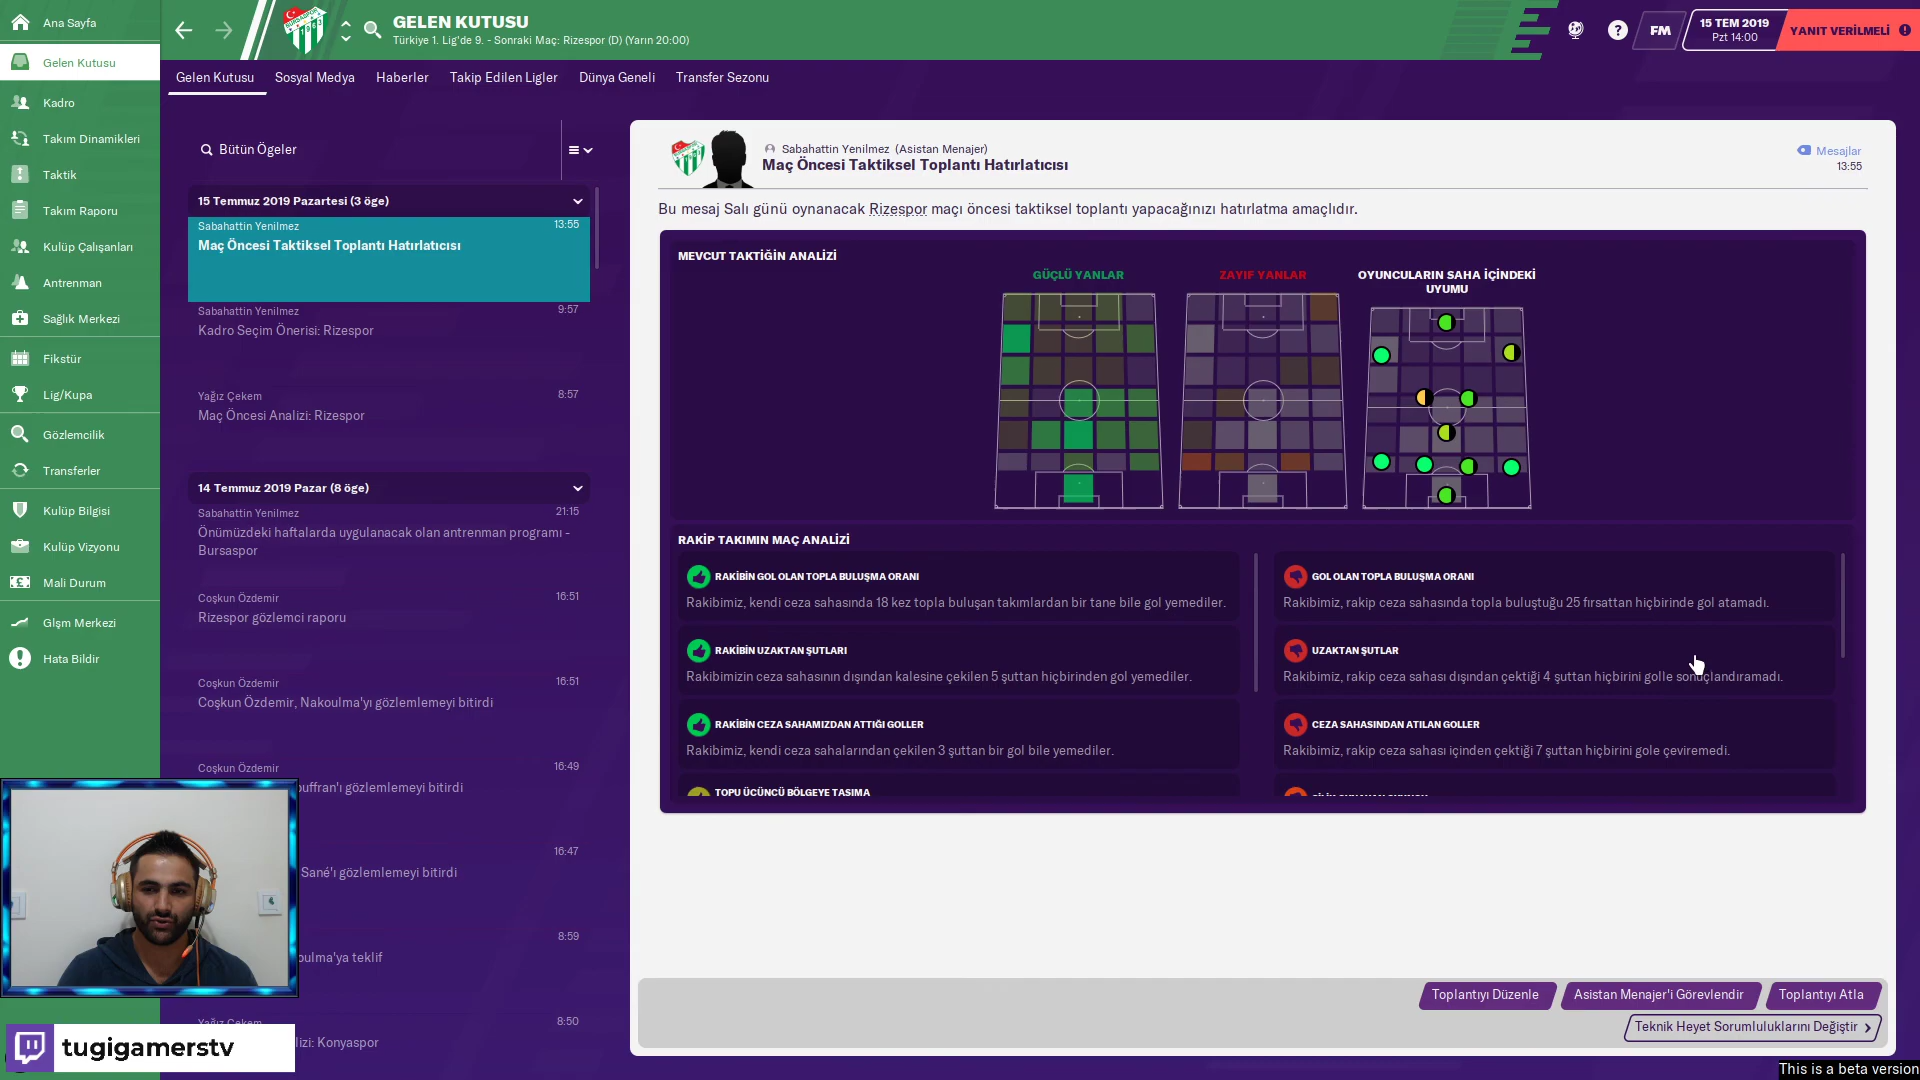 Ana Sayfa
Gelen Kutusu
Kadro
Takım Dinamikleri
Taktik
Takım Raporu
Kulüp Çalışanları
Antrenman
Sağlık Merkezi
Fikstür
Lig/Kupa
Gözlemcilik
Transferler
Kulüp Bilgisi
Kulüp Vizyonu
Mali Durum
Glşm Merkezi
Hata Bildir
GELEN KUTUSU
Türkiye 1. Lig'de 9. - Sonraki Maç: Rizespor (D) (Yarın 20:00)
FM
15 TEM 2019
Pzt 14:00
YANIT VERILMELİ
Gelen Kutusu
Sosyal Medya
Haberler
Takip Edilen Ligler
Dünya Geneli
Transfer Sezonu
Bütün Ögeler
15 Temmuz 2019 Pazartesi (3 öge)
Sabahattin Yenilmez 13:55
Maç Öncesi Taktiksel Toplantı Hatırlatıcısı
Sabahattin Yenilmez 9:57
Kadro Seçim Önerisi: Rizespor
Yağız Çekem 8:57
Maç Öncesi Analizi: Rizespor
14 Temmuz 2019 Pazar (8 öge)
Sabahattin Yenilmez 21:15
Önümüzdeki haftalarda uygulanacak olan antrenman programı -
Bursaspor
Coşkun Özdemir 16:51
Rizespor gözlemci raporu
Coşkun Özdemir 16:51
Coşkun Özdemir, Nakoulma'yı gözlemlemeyi bitirdi
Coşkun Özdemir 16:49
ouffran'ı gözlemlemeyi bitirdi
16:47
Sané'ı gözlemlemeyi bitirdi
8:59
oulma'ya teklif
Yağız Çekem 8:50
lizi: Konyaspor
Sabahattin Yenilmez (Asistan Menajer)
Maç Öncesi Taktiksel Toplantı Hatırlatıcısı
Mesajlar
13:55
Bu mesaj Salı günü oynanacak Rizespor maçı öncesi taktiksel toplantı yapacağınızı hatırlatma amaçlıdır.
MEVCUT TAKTİĞİN ANALİZİ
GÜÇLÜ YANLAR
ZAYIF YANLAR
OYUNCULARIN SAHA İÇİNDEKİ
UYUMU
RAKİP TAKIMIN MAÇ ANALİZİ
RAKİBİN GOL OLAN TOPLA BULUŞMA ORANI
Rakibimiz, kendi ceza sahasında 18 kez topla buluşan takımlardan bir tane bile gol yemediler.
RAKİBİN UZAKTAN ŞUTLARI
Rakibimizin ceza sahasının dışından kalesine çekilen 5 şuttan hiçbirinden gol yemediler.
RAKİBİN CEZA SAHAMIZDAN ATTIĞI GOLLER
Rakibimiz, kendi ceza sahalarından çekilen 3 şuttan bir gol bile yemediler.
TOPU ÜÇÜNCÜ BÖLGEYE TAŞIMA
GOL OLAN TOPLA BULUŞMA ORANI
Rakibimiz, rakip ceza sahasında topla buluştuğu 25 fırsattan hiçbirinde gol atamadı.
UZAKTAN ŞUTLAR
Rakibimiz, rakip ceza sahası dışından çektiği 4 şuttan hiçbirini golle sonuçlandıramadı.
CEZA SAHASINDAN ATILAN GOLLER
Rakibimiz, rakip ceza sahası içinden çektiği 7 şuttan hiçbirini gole çeviremedi.
Toplantıyı Düzenle
Asistan Menajer'i Görevlendir
Toplantıyı Atla
Teknik Heyet Sorumluluklarını Değiştir
tugigamerstv
This is a beta version